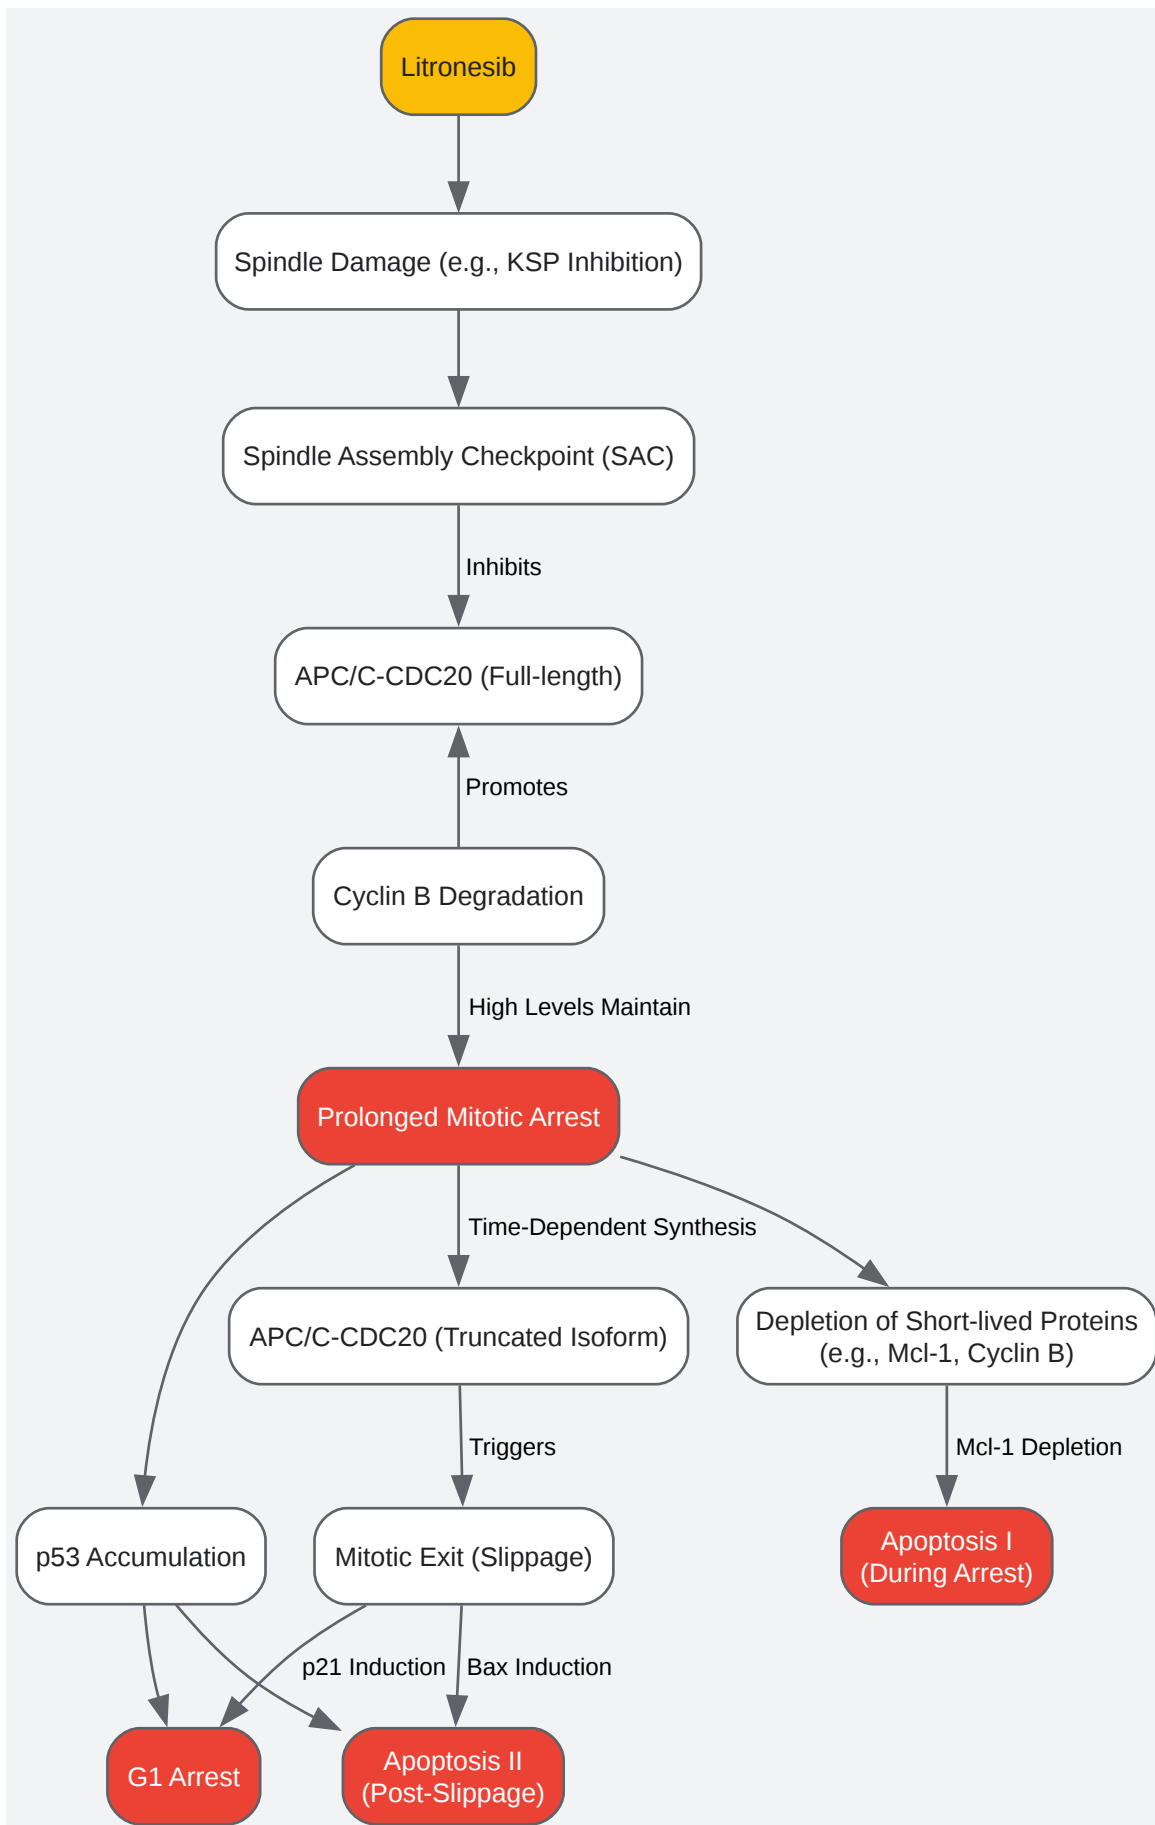 Litronesib
Spindle Damage (e.g., KSP Inhibition)
Spindle Assembly Checkpoint (SAC)
Inhibits
APC/C-CDC20 (Full-length)
Promotes
Cyclin B Degradation
High Levels Maintain
Prolonged Mitotic Arrest
Time-Dependent Synthesis
APC/C-CDC20 (Truncated Isoform)
Depletion of Short-lived Proteins
(e.g., Mcl-1, Cyclin B)
Triggers
Mcl-1 Depletion
p53 Accumulation
Mitotic Exit (Slippage)
Apoptosis I
(During Arrest)
p21 Induction
Bax Induction
G1 Arrest
Apoptosis II
(Post-Slippage)